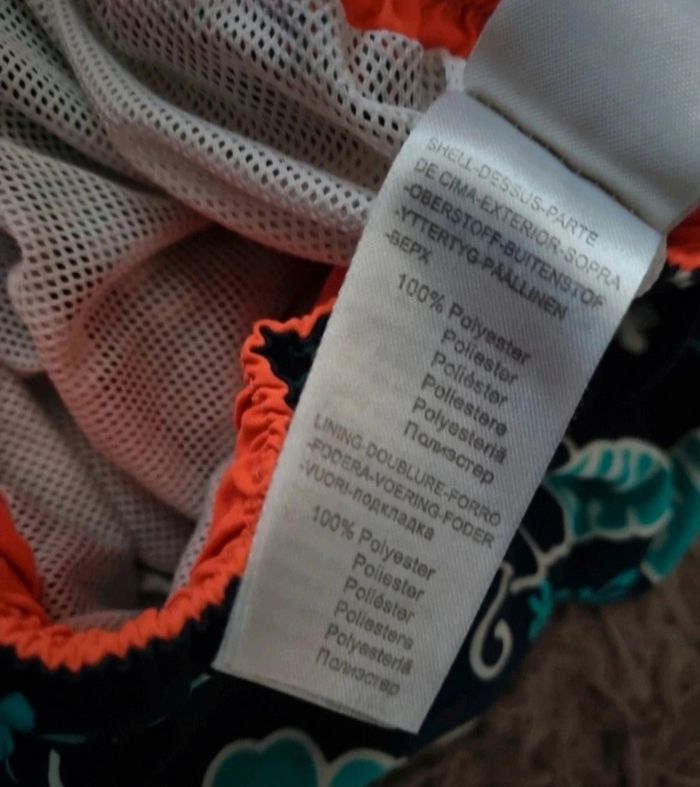 SHELL-DESSUS-PARTE
DE CIMA-EXTERIOR-SOPRA
-OBERSTOFF-BUITENSTOF
-YTTERTYG-PÄÄLLINEN
-ВЕРХ
100% Polyester
Poliester
Poliéster
Poliestere
Polyesteriä
Полиэстер
LINING-DOUBLURE-FORRO
-FODERA-VOERING-FODER
-VUORI-подкладка
100% Polyester
Poliester
Poliéster
Poliestere
Polyesteriä
Полиэстер